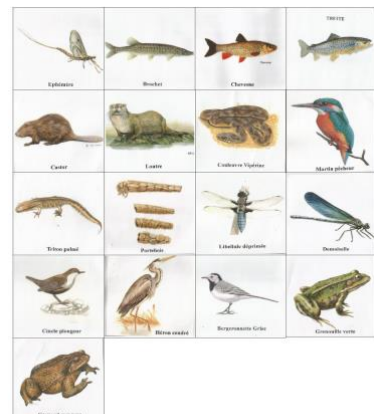 TRUITE
Ephémère
Brochet
Chevesne
Castor
Loutre
Couleuvre Vipérine
Martin pêcheur
Triton palmé
Portefaix
Libellule déprimée
Demoiselle
Cincle plongeur
Héron cendré
Bergeronnette Grise
Grenouille verte